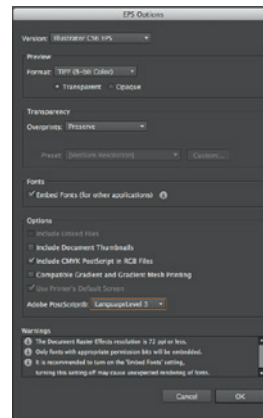 EPS Options
Version: Illustrator CS6 EPS
Preview
Format: TIFF (8-bit Color)
Transparent Opaque
Transparency
Overprints: Preserve
Preset: [Medium Resolution] Custom...
Fonts
Embed Fonts (for other applications)
Options
Include Linked Files
Include Document Thumbnails
Include CMYK PostScript in RGB Files
Compatible Gradient and Gradient Mesh Printing
Use Printer's Default Screen
Adobe PostScript®: LanguageLevel 3
Warnings
The Document Raster Effects resolution is 72 ppi or less.
Only fonts with appropriate permission bits will be embedded.
It is recommended to turn on the 'Embed Fonts' setting,
turning this setting off may cause unexpected rendering of fonts.
Cancel OK